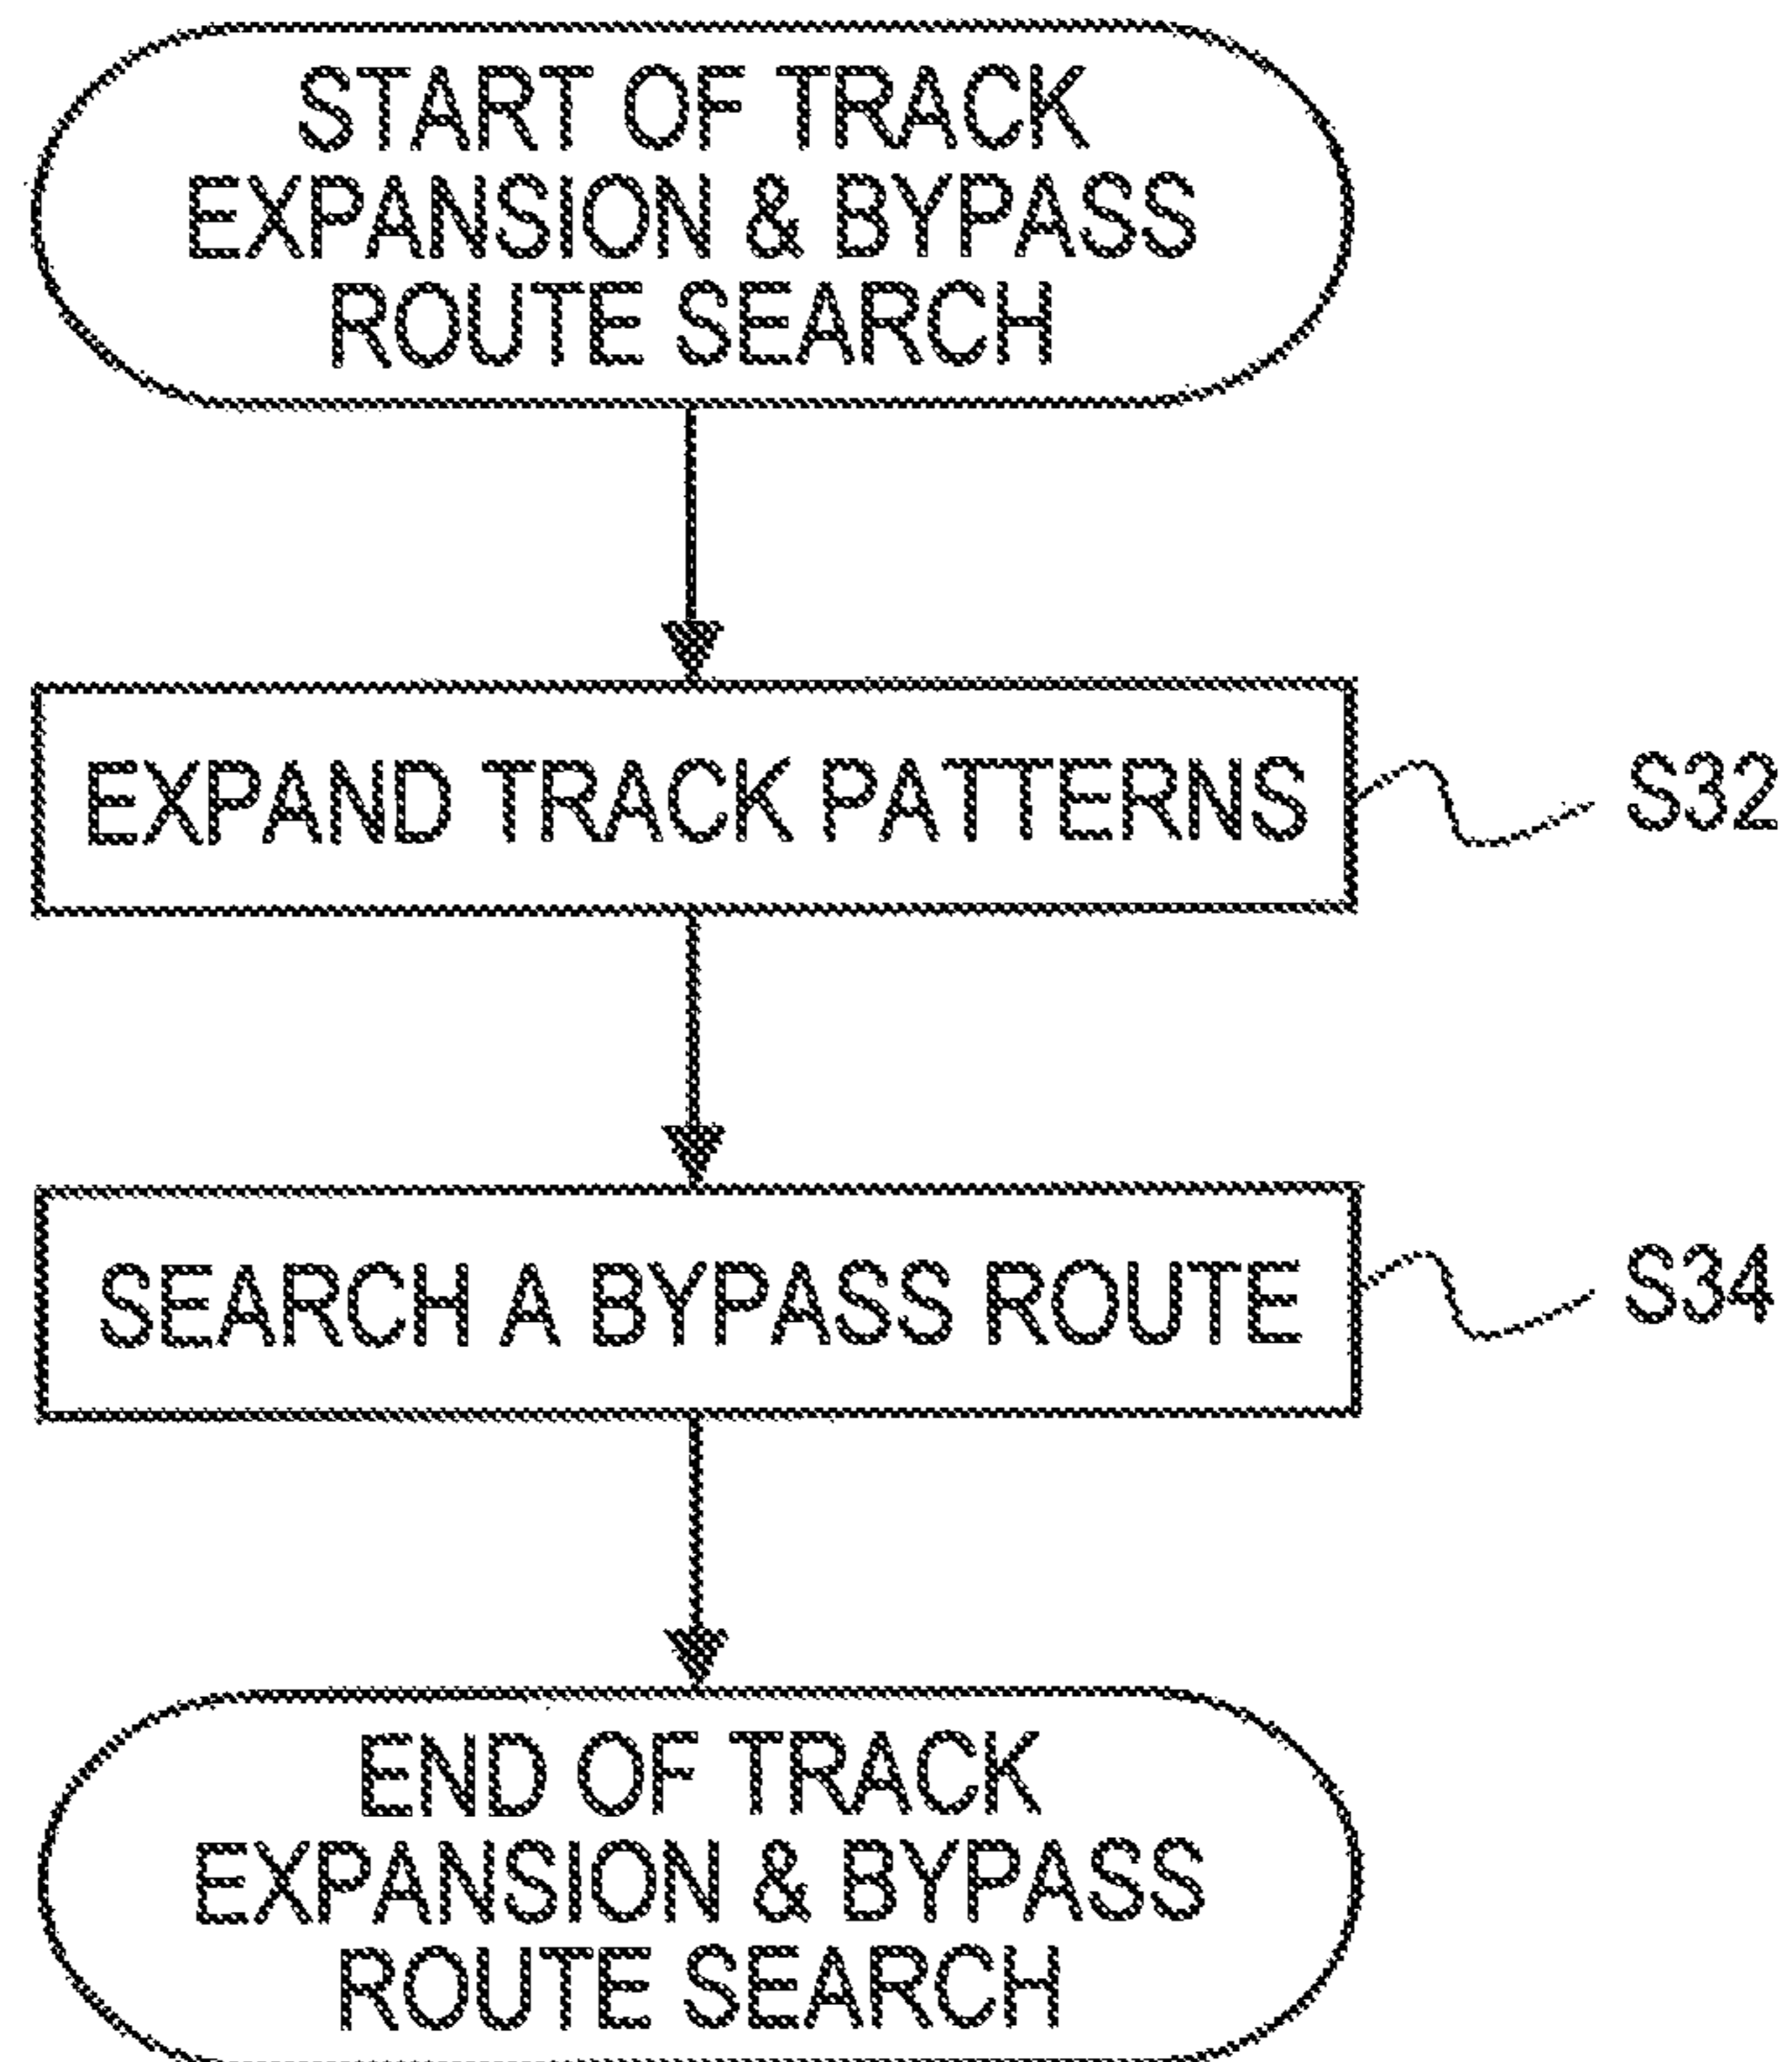 START OF TRACK
EXPANSION & BYPASS
ROUTE SEARCH
EXPAND TRACK PATTERNS
S32
SEARCH A BYPASS ROUTE
S34
END OF TRACK
EXPANSION & BYPASS
ROUTE SEARCH